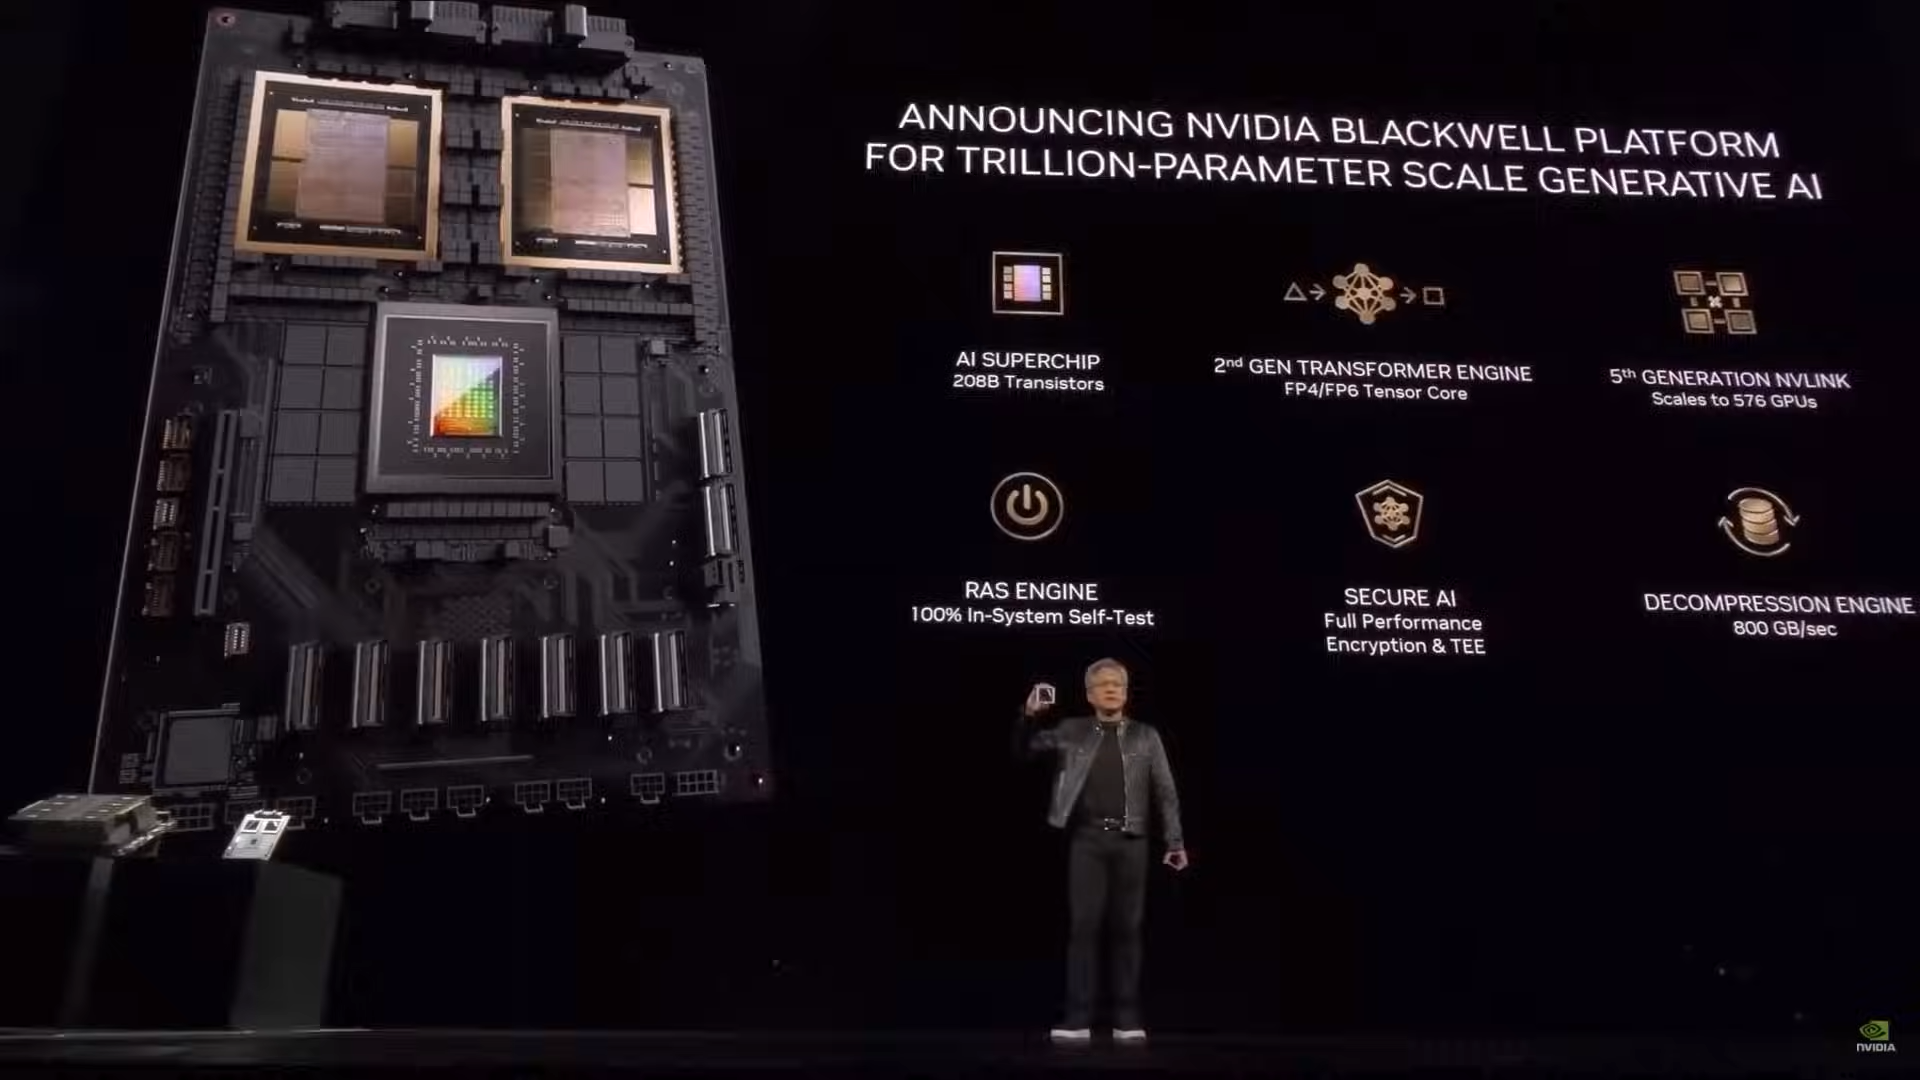 ANNOUNCING NVIDIA BLACKWELL PLATFORM
FOR TRILLION-PARAMETER SCALE GENERATIVE AI
AI SUPERCHIP
208B Transistors
2nd GEN TRANSFORMER ENGINE
FP4/FP6 Tensor Core
5th GENERATION NVLINK
Scales to 576 GPUs
RAS ENGINE
100% In-System Self-Test
SECURE AI
Full Performance
Encryption & TEE
DECOMPRESSION ENGINE
800 GB/sec
NVIDIA